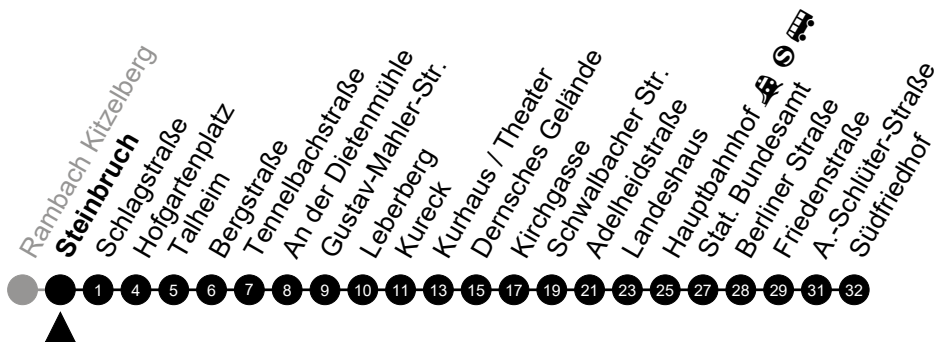 Rambach Kitzelberg
Steinbruch
Schlagstraße
Hofgartenplatz
Talheim
Bergstraße
Tennelbachstraße
An der Dietenmühle
Gustav-Mahler-Str.
Leberberg
Kureck
Kurhaus / Theater
Dernsches Gelände
Kirchgasse
Schwalbacher Str.
Adelheidstraße
Landeshaus
Hauptbahnhof S
Stat. Bundesamt
Berliner Straße
Friedenstraße
A.-Schlüter-Straße
Südfriedhof
1 4 5 6 7 8 9 10 11 13 15 17 19 21 23 25 27 28 29 31 32